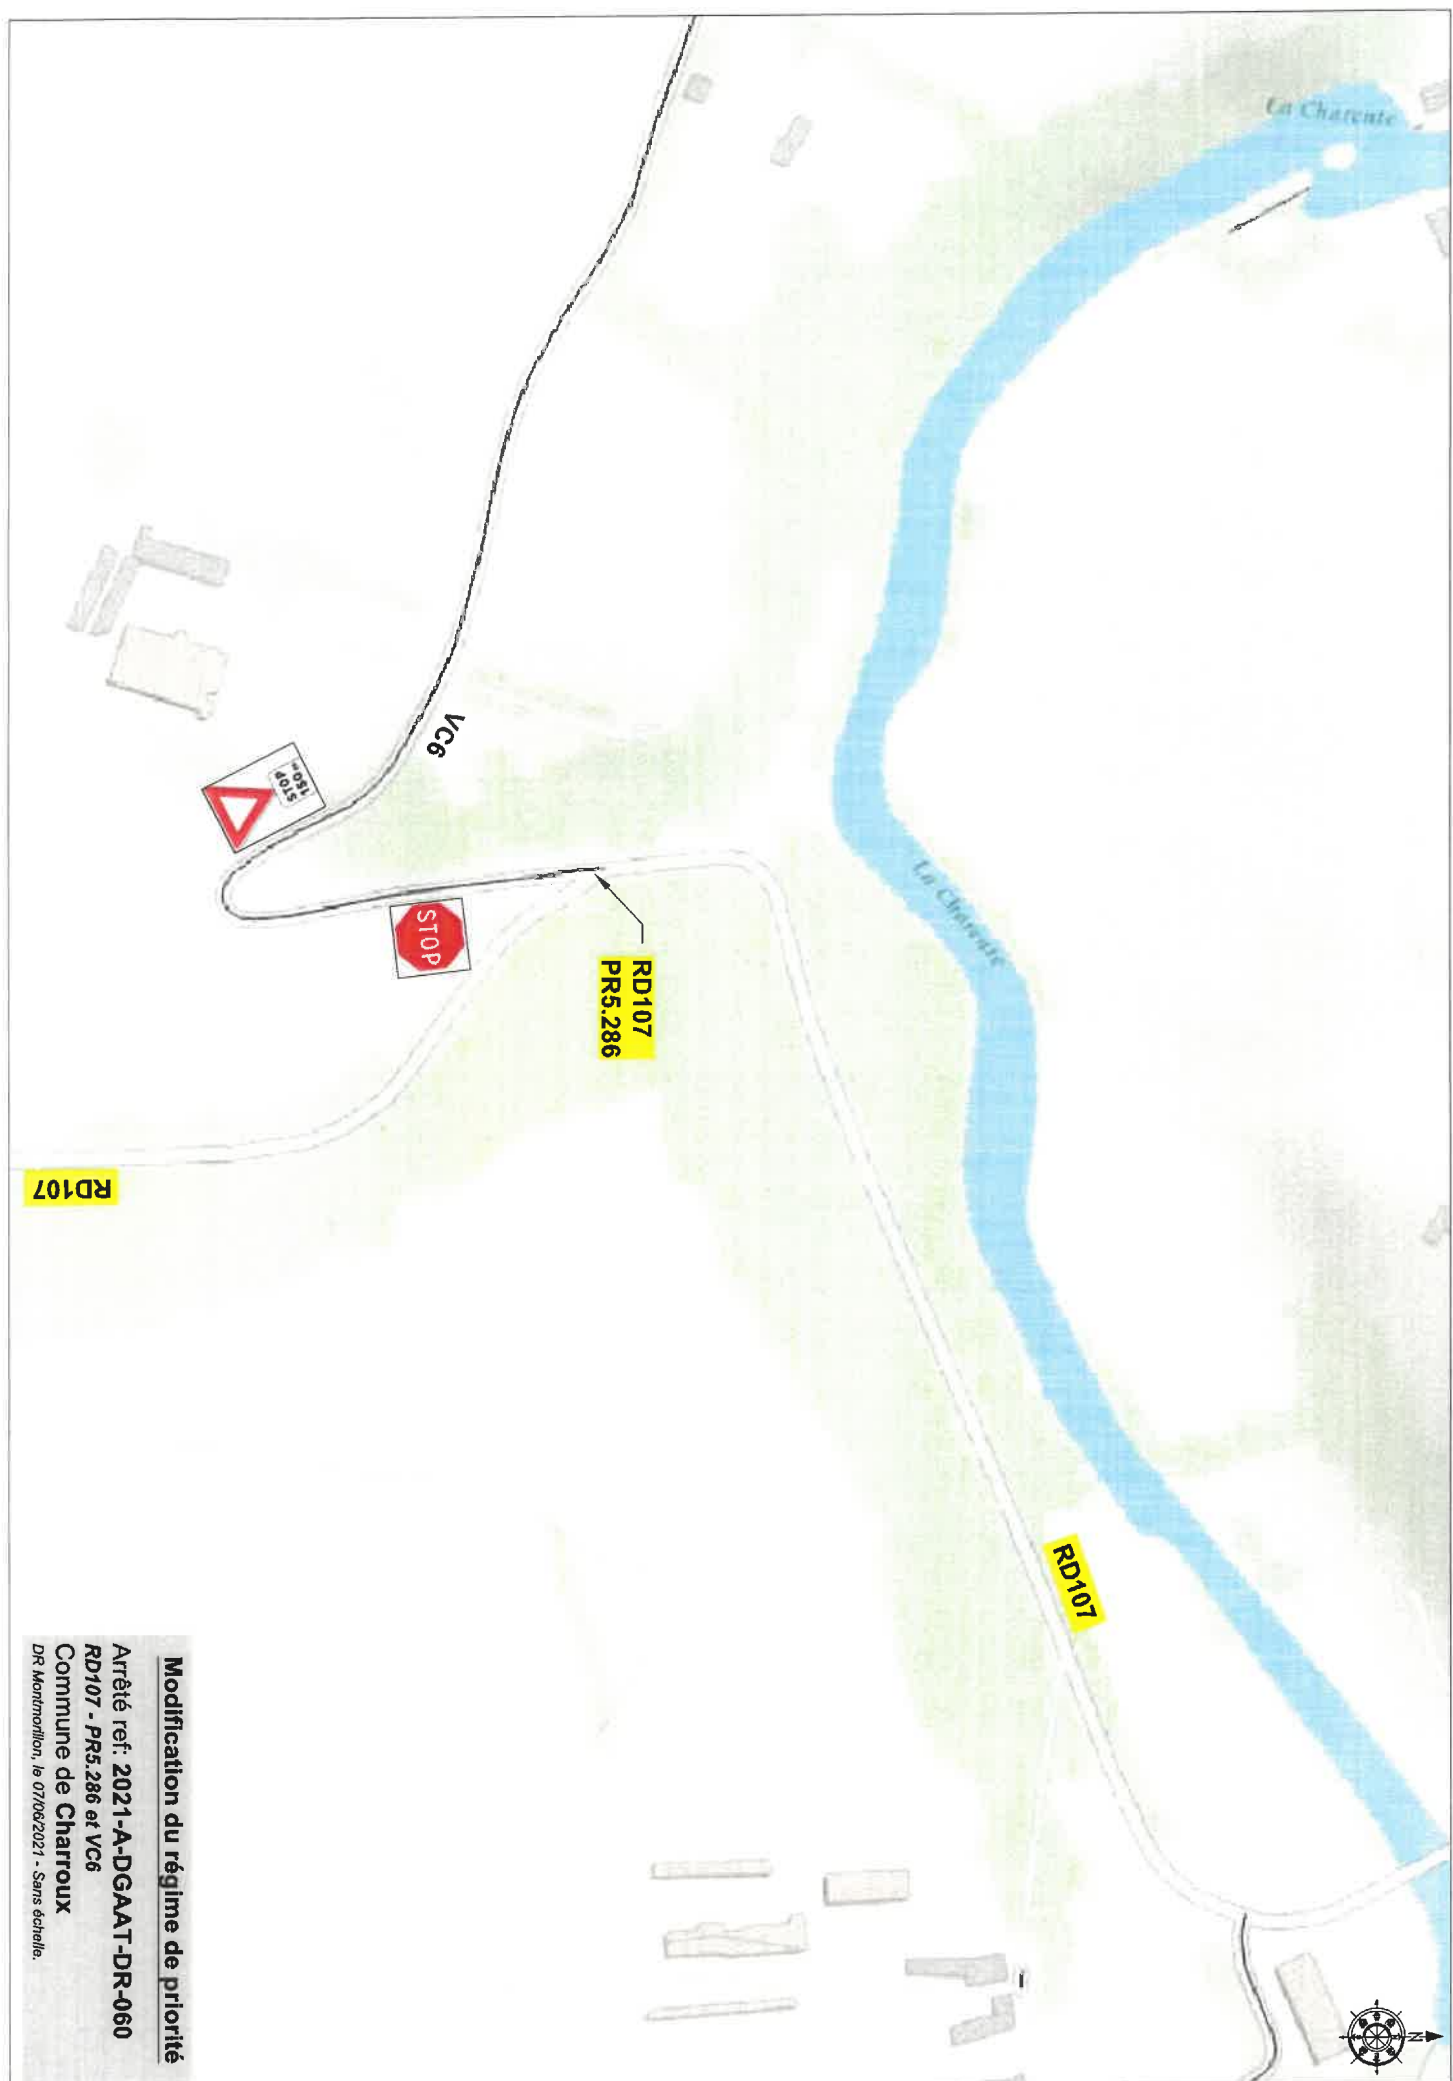 La Charente
VC6
STOP
150m
STOP
La Charente
RD107
PR5.286
RD107
RD107
N
Modification du régime de priorité
Arrêté ref: 2021-A-DGAAT-DR-060
RD107 - PR5.286 et VC6
Commune de Charroux
DR Montmorillon, le 07/06/2021 - Sans échelle.